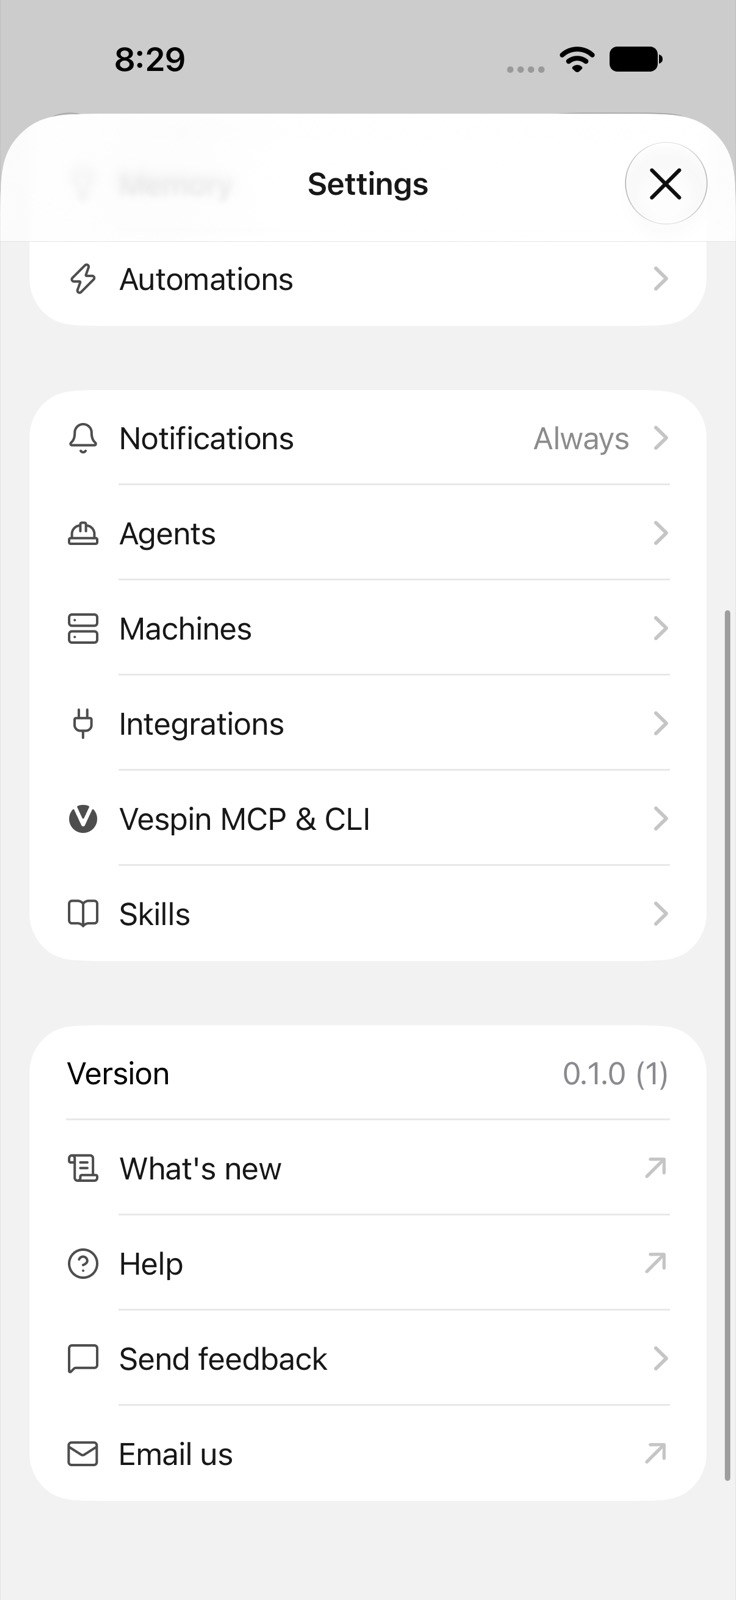 8:29
Memory
Settings
Automations
Notifications
Always
Agents
Machines
Integrations
Vespin MCP & CLI
Skills
Version
0.1.0 (1)
What's new
Help
Send feedback
Email us